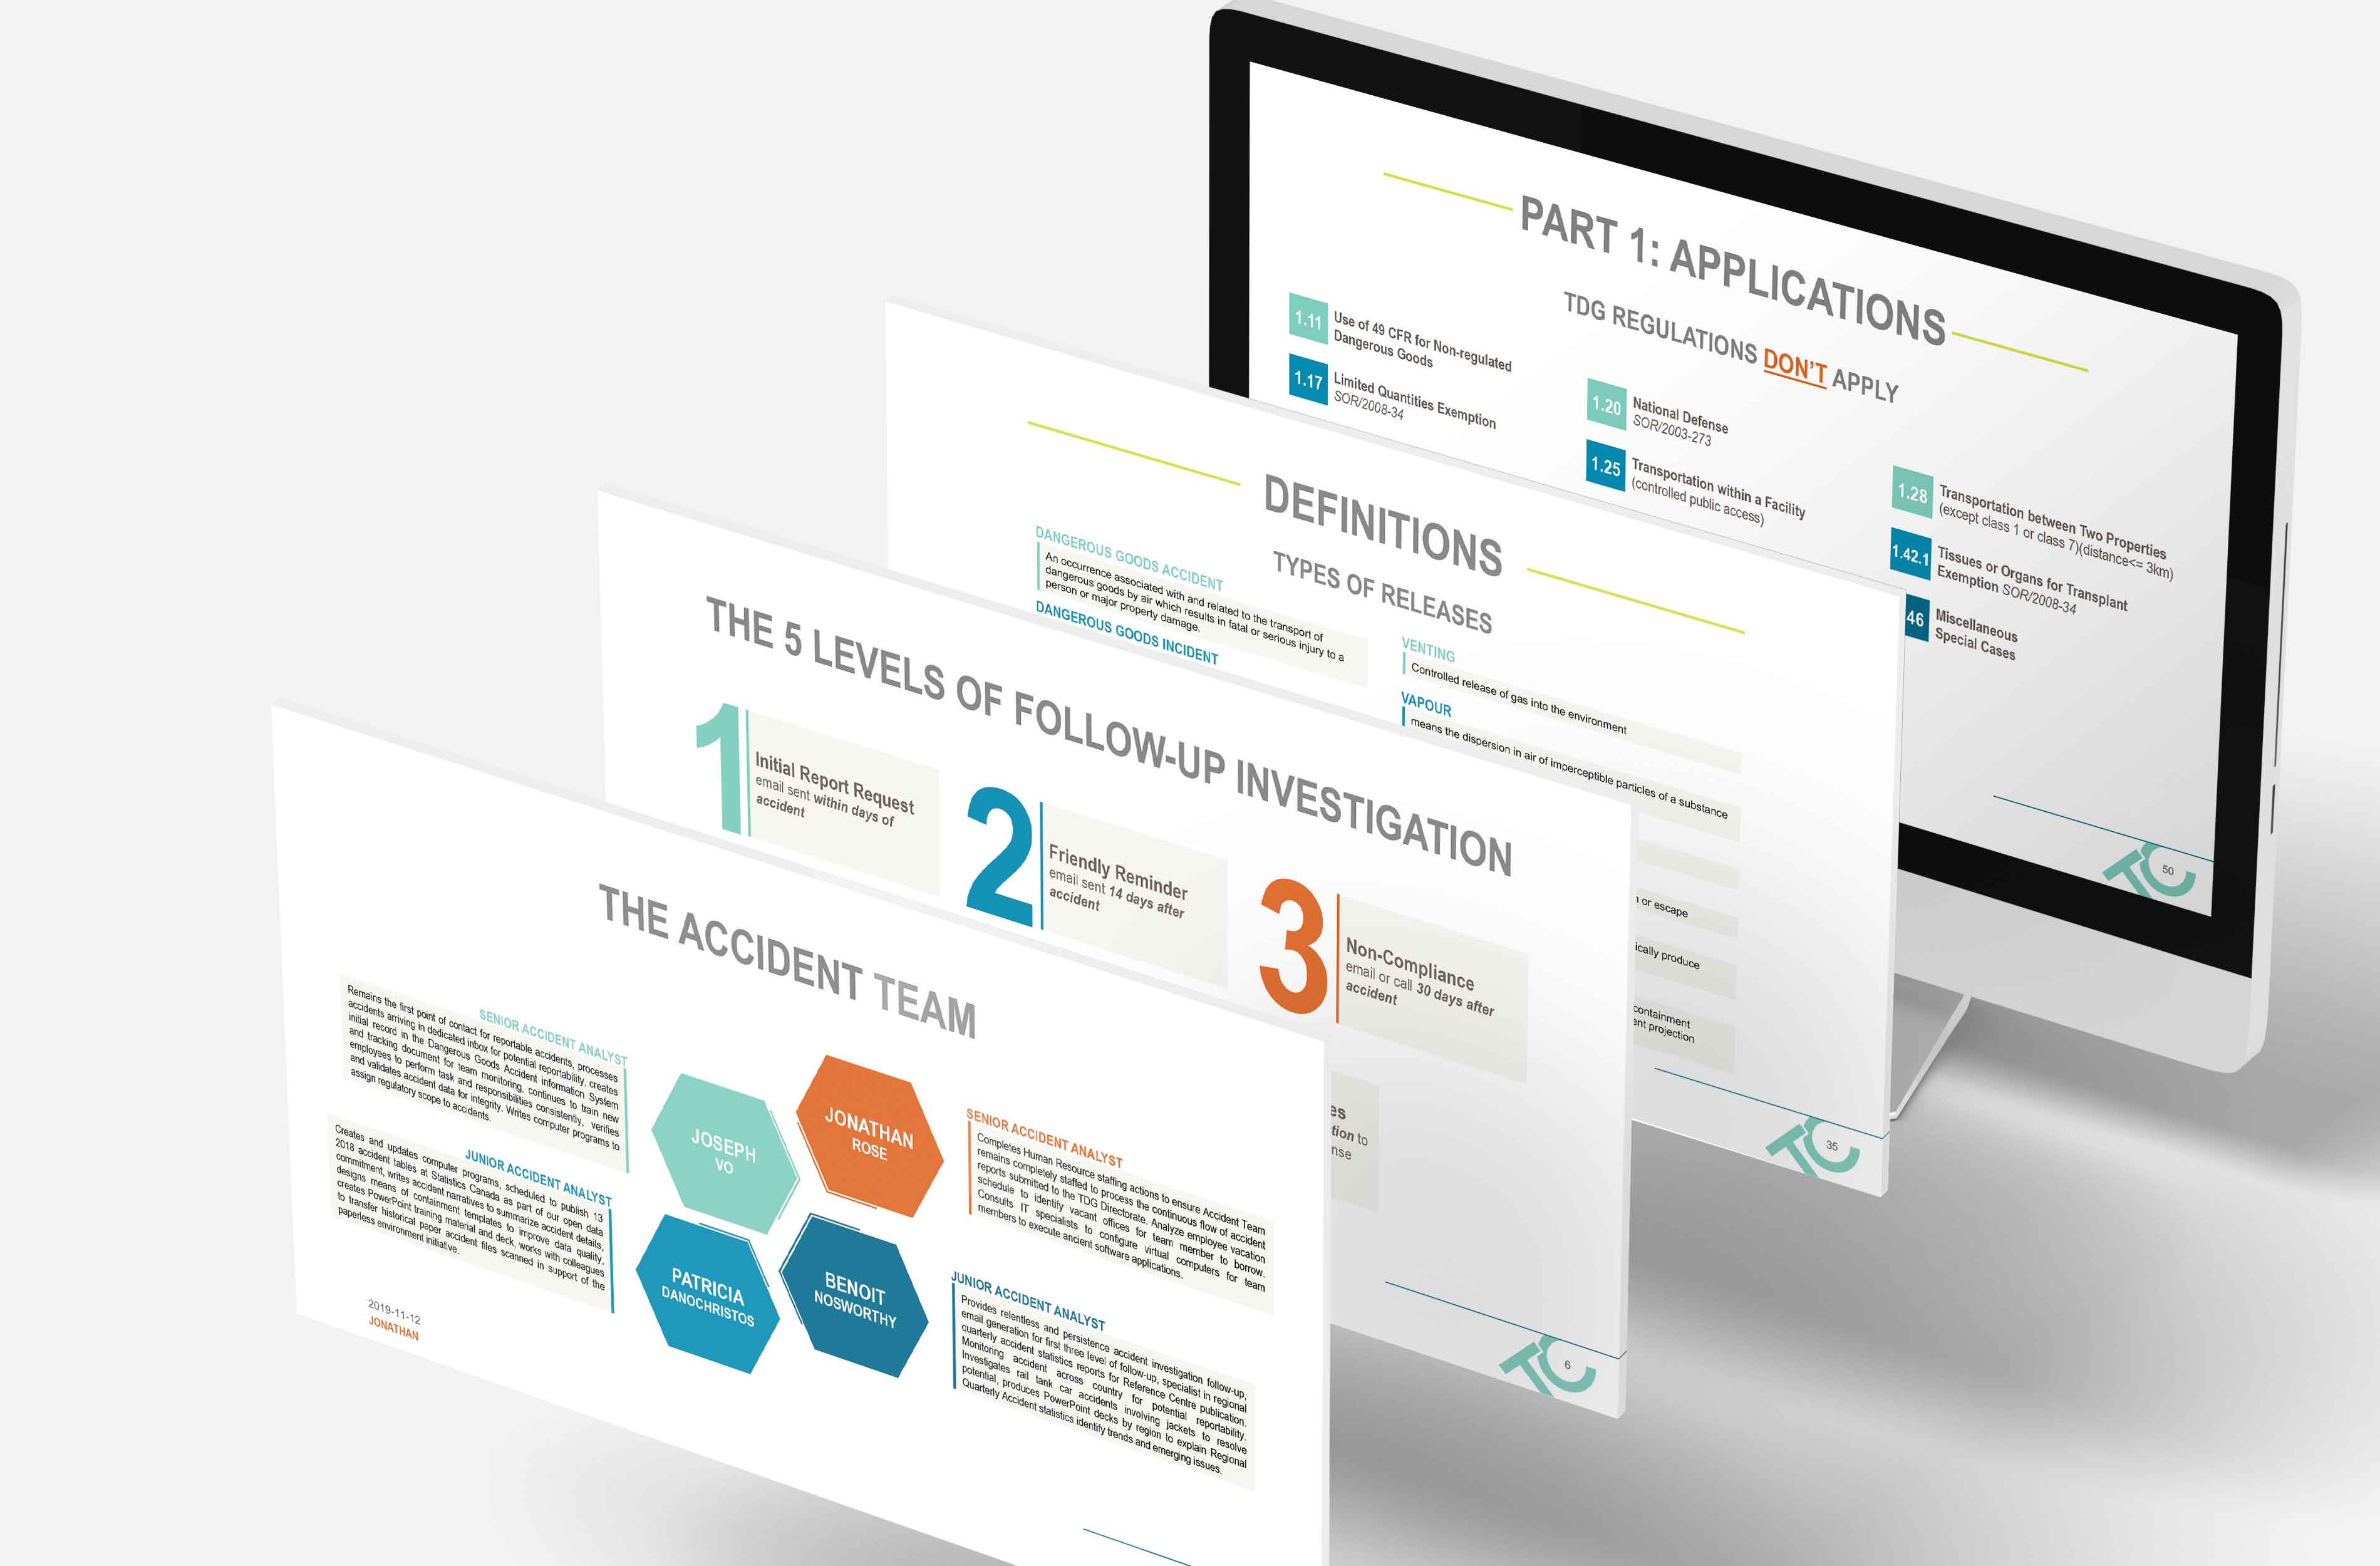 PART 1: APPLICATIONS
TDG REGULATIONS DON'T APPLY
1.11
Use of 49 CFR for Non-regulated
Dangerous Goods
1.17
Limited Quantities Exemption
SOR/2008-34
1.20
National Defense
SOR/2003-273
1.25
Transportation within a Facility
(controlled public access)
1.28
Transportation between Two Properties
(except class 1 or class 7)(distance<= 3km)
1.42.1
Tissues or Organs for Transplant
Exemption SOR/2008-34
46
Miscellaneous
Special Cases
TC
50
DEFINITIONS
TYPES OF RELEASES
DANGEROUS GOODS ACCIDENT
An occurrence associated with and related to the transport of
dangerous goods by air which results in fatal or serious injury to a
person or major property damage.
DANGEROUS GOODS INCIDENT
VENTING
Controlled release of gas into the environment
VAPOUR
means the dispersion in air of imperceptible particles of a substance
or escape
ically produce
containment
ent projection
TC
35
THE 5 LEVELS OF FOLLOW-UP INVESTIGATION
1
Initial Report Request
email sent within days of
accident
2
Friendly Reminder
email sent 14 days after
accident
3
Non-Compliance
email or call 30 days after
accident
es
tion to
nse
TC
6
THE ACCIDENT TEAM
SENIOR ACCIDENT ANALYST
Remains the first point of contact for reportable accidents, processes
accidents arriving in dedicated inbox for potential reportability, creates
initial record in the Dangerous Goods Accident information System
and tracking document for team monitoring, continues to train new
employees to perform task and responsibilities consistently, verifies
and validates accident data for integrity. Writes computer programs to
assign regulatory scope to accidents.
JUNIOR ACCIDENT ANALYST
Creates and updates computer programs, scheduled to publish 13
2018 accident tables at Statistics Canada as part of our open data
commitment, writes accident narratives to summarize accident details,
designs means of containment templates to improve data quality,
creates PowerPoint training material and deck, works with colleagues
to transfer historical paper accident files scanned in support of the
paperless environment initiative.
JOSEPH
VO
JONATHAN
ROSE
PATRICIA
DANOCHRISTOS
BENOIT
NOSWORTHY
SENIOR ACCIDENT ANALYST
Completes Human Resource staffing actions to ensure Accident Team
remains completely staffed to process the continuous flow of accident
reports submitted to the TDG Directorate. Analyze employee vacation
schedule to identify vacant offices for team member to borrow.
Consults IT specialists to configure virtual computers for team
members to execute ancient software applications.
JUNIOR ACCIDENT ANALYST
Provides relentless and persistence accident investigation follow-up,
email generation for first three level of follow-up, specialist in regional
quarterly accident statistics reports for Reference Centre publication.
Monitoring accident across country for potential reportability.
Investigates rail tank car accidents involving jackets to resolve
potential, produces PowerPoint decks by region to explain Regional
Quarterly Accident statistics identify trends and emerging issues.
2019-11-12
JONATHAN